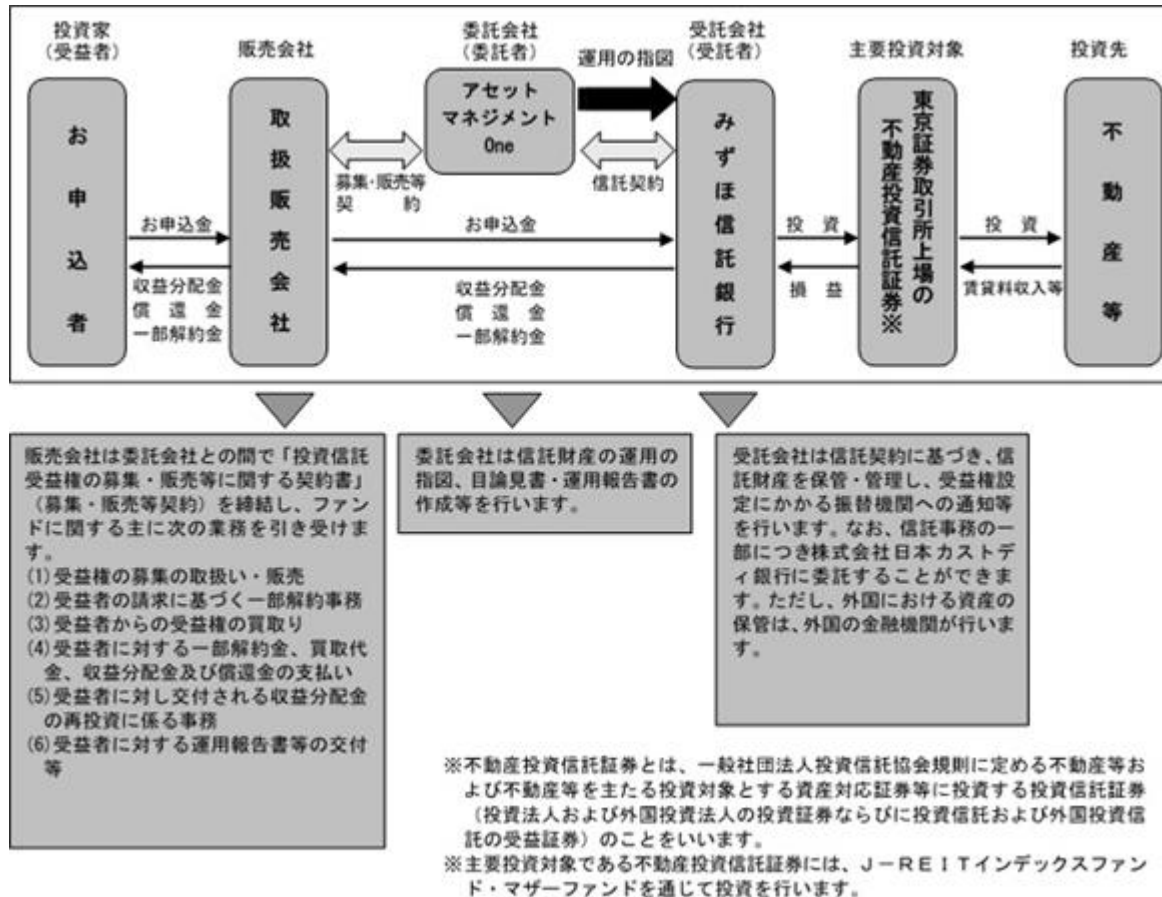 投資家
（受益者）
販売会社
委託会社
（委託者）
運用の指図
受託会社
（受託者）
主要投資対象
投資先
お申込者
取扱販売会社
アセット
マネジメント
One
みずほ信託銀行
東京証券取引所上場の
不動産投資信託証券※
不動産等
募集・販売等
契約
信託契約
お申込金
収益分配金
償還金
一部解約金
お申込金
収益分配金
償還金
一部解約金
投資
損益
投資
賃貸料収入等
販売会社は委託会社との間で「投資信託
受益権の募集・販売等に関する契約書」
（募集・販売等契約）を締結し、ファン
ドに関する主に次の業務を引き受けま
す。
(1)受益権の募集の取扱い・販売
(2)受益者の請求に基づく一部解約事務
(3)受益者からの受益権の買取り
(4)受益者に対する一部解約金、買取代
金、収益分配金及び償還金の支払い
(5)受益者に対し交付される収益分配金
の再投資に係る事務
(6)受益者に対する運用報告書等の交付
等
委託会社は信託財産の運用の
指図、目論見書・運用報告書の
作成等を行います。
受託会社は信託契約に基づき、信
託財産を保管・管理し、受益権設
定にかかる振替機関への通知等
を行います。なお、信託事務の一
部につき株式会社日本カストデ
ィ銀行に委託することができま
す。ただし、外国における資産の
保管は、外国の金融機関が行いま
す。
※不動産投資信託証券とは、一般社団法人投資信託協会規則に定める不動産等お
よび不動産等を主たる投資対象とする資産対応証券等に投資する投資信託証券
（投資法人および外国投資法人の投資証券ならびに投資信託および外国投資信
託の受益証券）のことをいいます。
※主要投資対象である不動産投資信託証券には、Ｊ－ＲＥＩＴインデックスファン
ド・マザーファンドを通じて投資を行います。